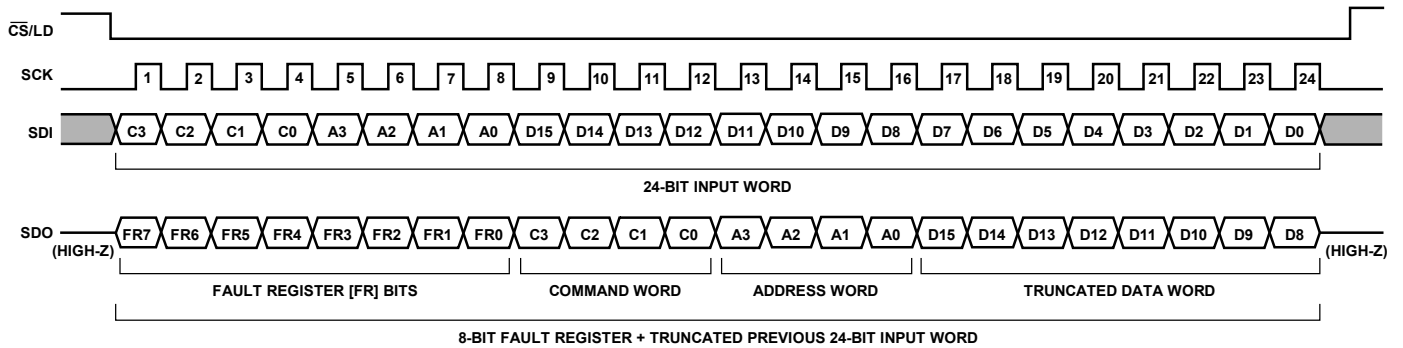 CS/LD
SCK 1 2 3 4 5 6 7 8 9 10 11 12 13 14 15 16 17 18 19 20 21 22 23 24
SDI C3 C2 C1 C0 A3 A2 A1 A0 D15 D14 D13 D12 D11 D10 D9 D8 D7 D6 D5 D4 D3 D2 D1 D0
24-BIT INPUT WORD
SDO FR7 FR6 FR5 FR4 FR3 FR2 FR1 FR0 C3 C2 C1 C0 A3 A2 A1 A0 D15 D14 D13 D12 D11 D10 D9 D8
(HIGH-Z) (HIGH-Z)
FAULT REGISTER [FR] BITS COMMAND WORD ADDRESS WORD TRUNCATED DATA WORD
8-BIT FAULT REGISTER + TRUNCATED PREVIOUS 24-BIT INPUT WORD